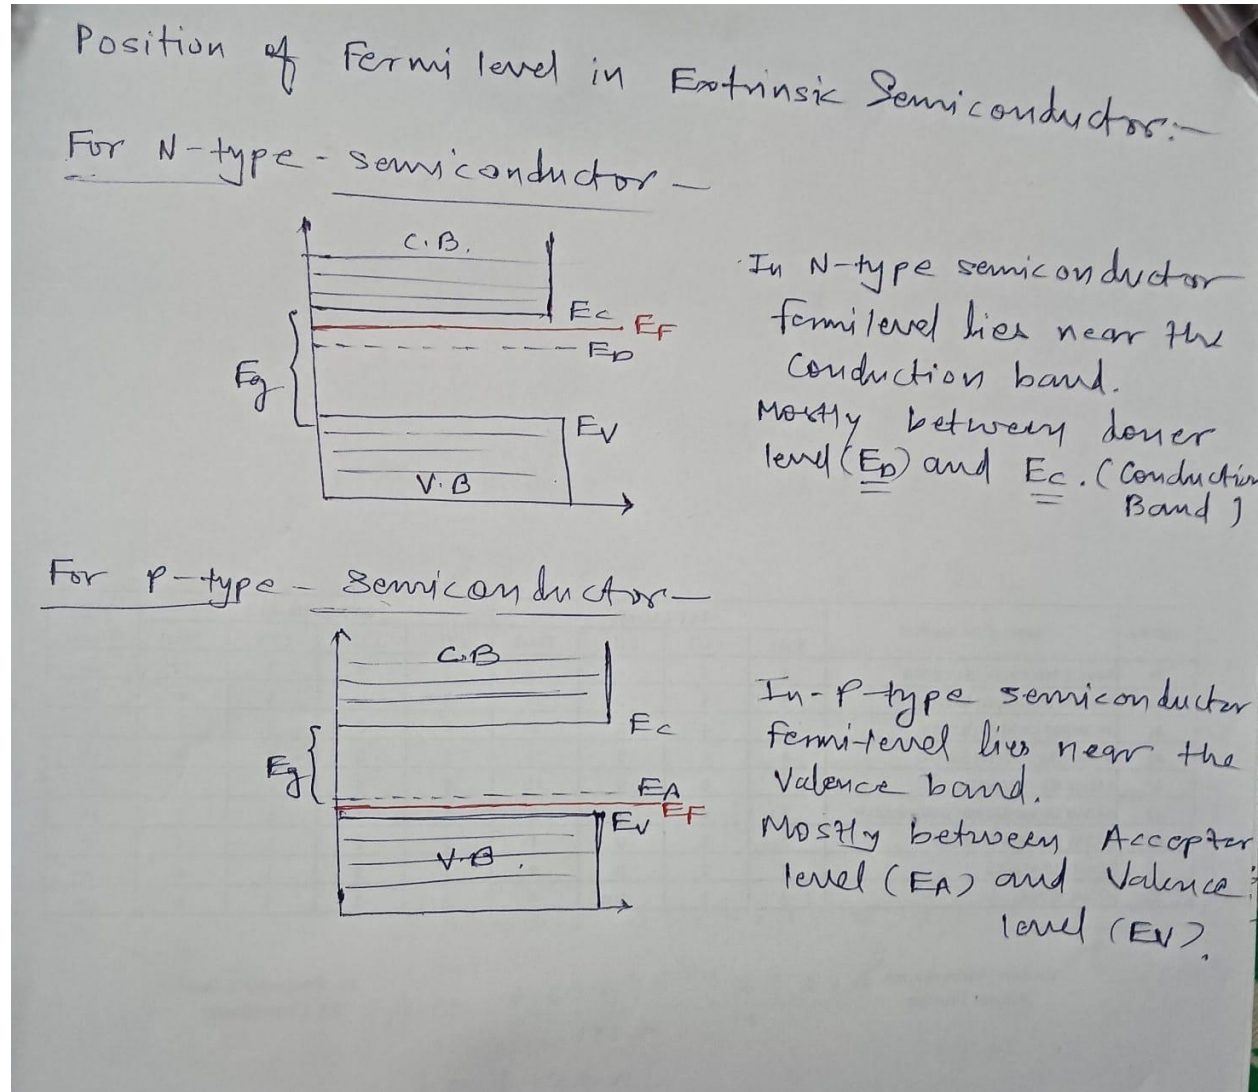 Position of Fermi level in Extrinsic Semiconductor:-
For N-type - semiconductor -
C.B.
Ec
EF
ED
Eg
EV
V.B
In N-type semiconductor
fermilevel lies near the
Conduction band.
Mostly between doner
level (ED) and Ec. (Conduction
Band)
For P-type - Semiconductor -
C.B
Ec
Eg
EA
EF
EV
V.B.
In-P-type semiconductor
fermi-level lies near the
Valence band.
Mostly between Accepter
level (EA) and Valence
level (EV).